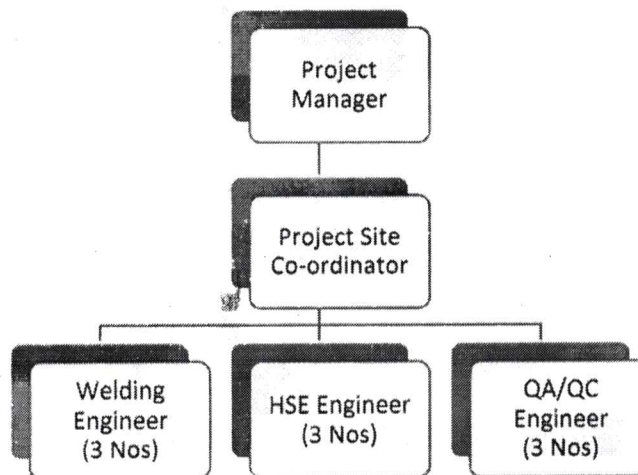 Project
Manager
Project Site
Co-ordinator
Welding
Engineer
(3 Nos)
HSE Engineer
(3 Nos)
QA/QC
Engineer
(3 Nos)